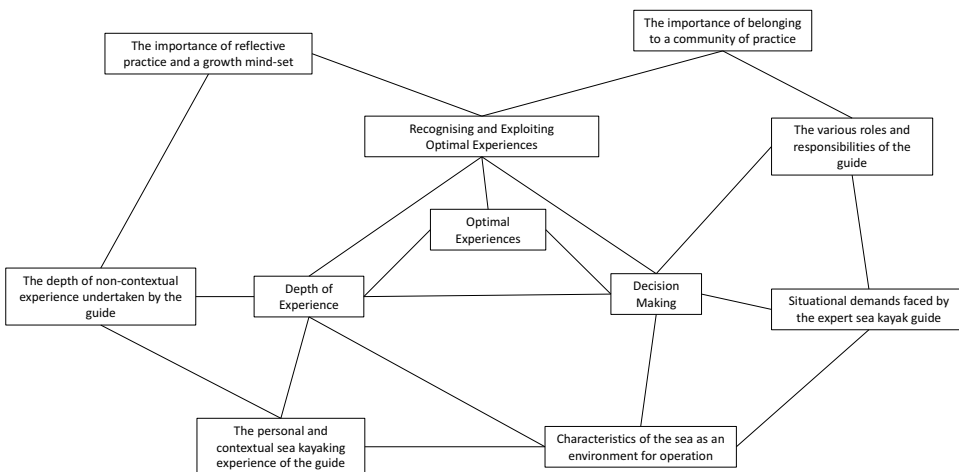 The importance of belonging
to a community of practice
The importance of reflective
practice and a growth mind-set
Recognising and Exploiting
Optimal Experiences
The various roles and
responsibilities of the
guide
Optimal
Experiences
The depth of non-contextual
experience undertaken by the
guide
Depth of
Experience
Decision
Making
Situational demands faced by
the expert sea kayak guide
The personal and
contextual sea kayaking
experience of the guide
Characteristics of the sea as an
environment for operation